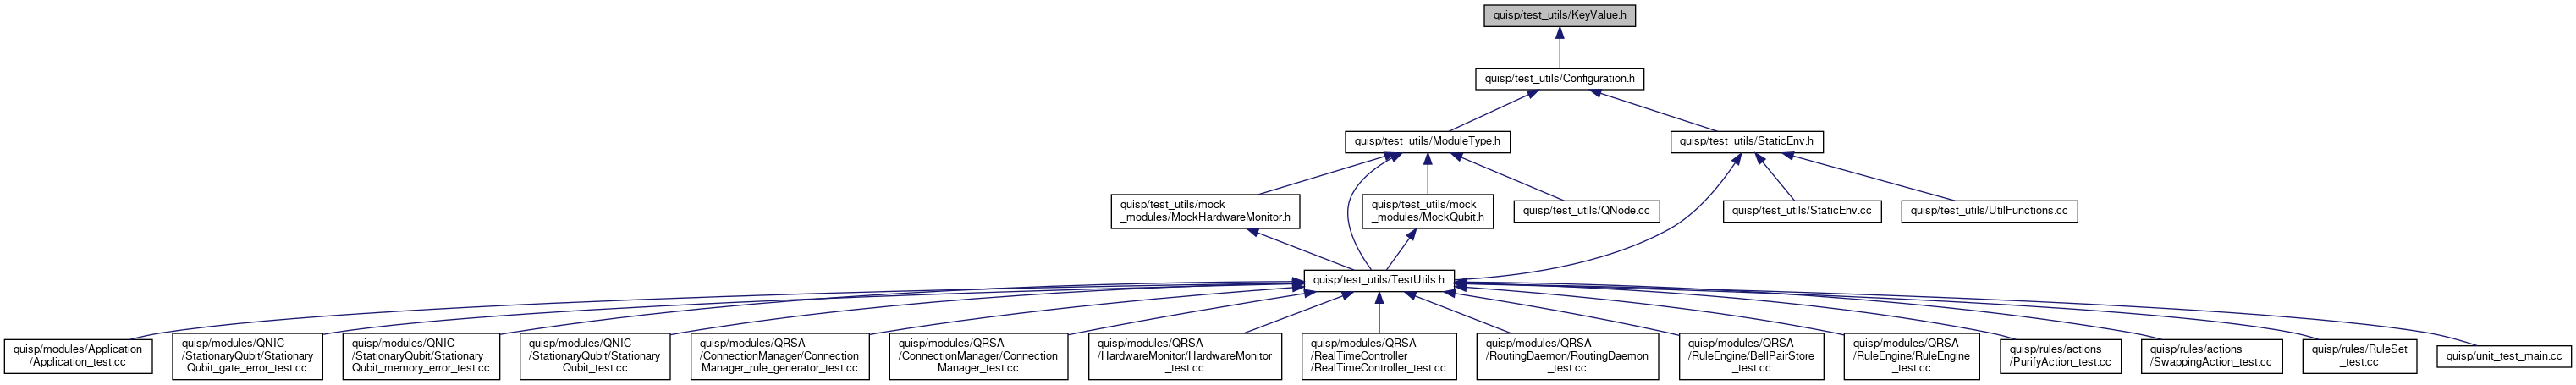 quisp/test_utils/KeyValue.h
quisp/test_utils/Configuration.h
quisp/test_utils/ModuleType.h
quisp/test_utils/StaticEnv.h
quisp/test_utils/mock
_modules/MockHardwareMonitor.h
quisp/test_utils/mock
_modules/MockQubit.h
quisp/test_utils/QNode.cc
quisp/test_utils/StaticEnv.cc
quisp/test_utils/UtilFunctions.cc
quisp/test_utils/TestUtils.h
quisp/modules/Application
/Application_test.cc
quisp/modules/QNIC
/StationaryQubit/Stationary
Qubit_gate_error_test.cc
quisp/modules/QNIC
/StationaryQubit/Stationary
Qubit_memory_error_test.cc
quisp/modules/QNIC
/StationaryQubit/Stationary
Qubit_test.cc
quisp/modules/QRSA
/ConnectionManager/Connection
Manager_rule_generator_test.cc
quisp/modules/QRSA
/ConnectionManager/Connection
Manager_test.cc
quisp/modules/QRSA
/HardwareMonitor/HardwareMonitor
_test.cc
quisp/modules/QRSA
/RealTimeController
/RealTimeController_test.cc
quisp/modules/QRSA
/RoutingDaemon/RoutingDaemon
_test.cc
quisp/modules/QRSA
/RuleEngine/BellPairStore
_test.cc
quisp/modules/QRSA
/RuleEngine/RuleEngine
_test.cc
quisp/rules/actions
/PurifyAction_test.cc
quisp/rules/actions
/SwappingAction_test.cc
quisp/rules/RuleSet
_test.cc
quisp/unit_test_main.cc